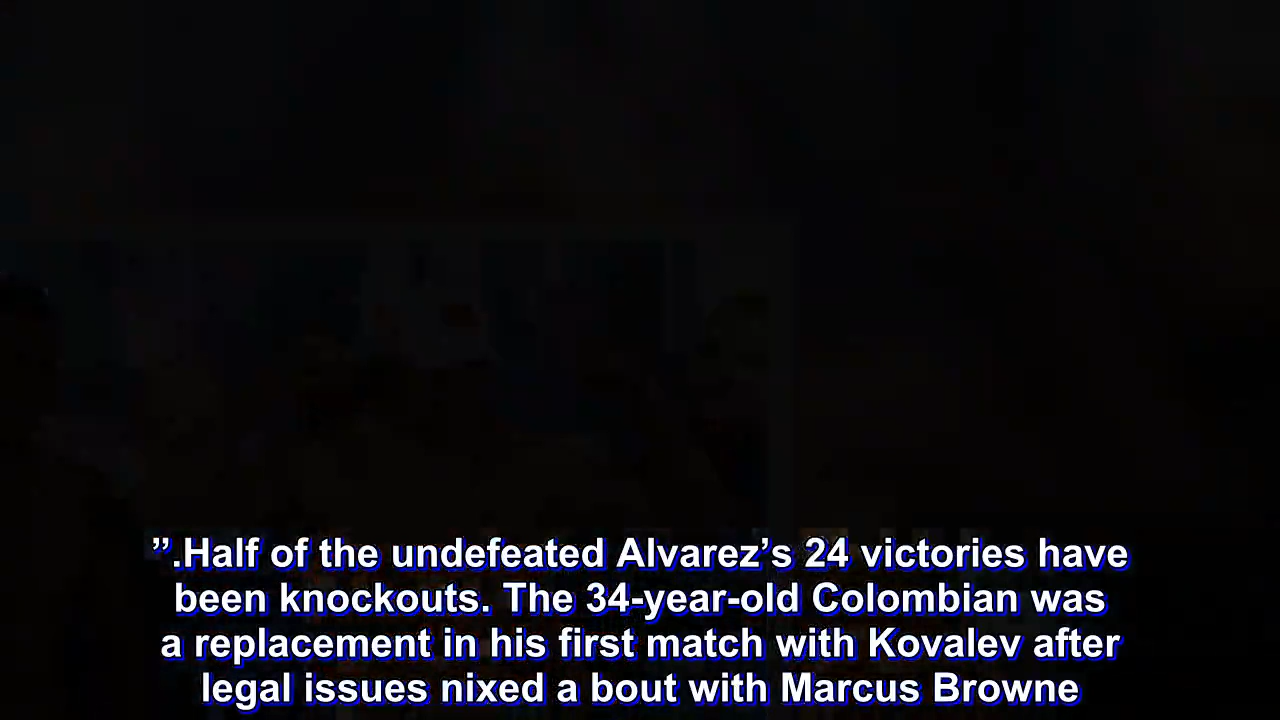 ”.Half of the undefeated Alvarez’s 24 victories have
been knockouts. The 34-year-old Colombian was
a replacement in his first match with Kovalev after
legal issues nixed a bout with Marcus Browne